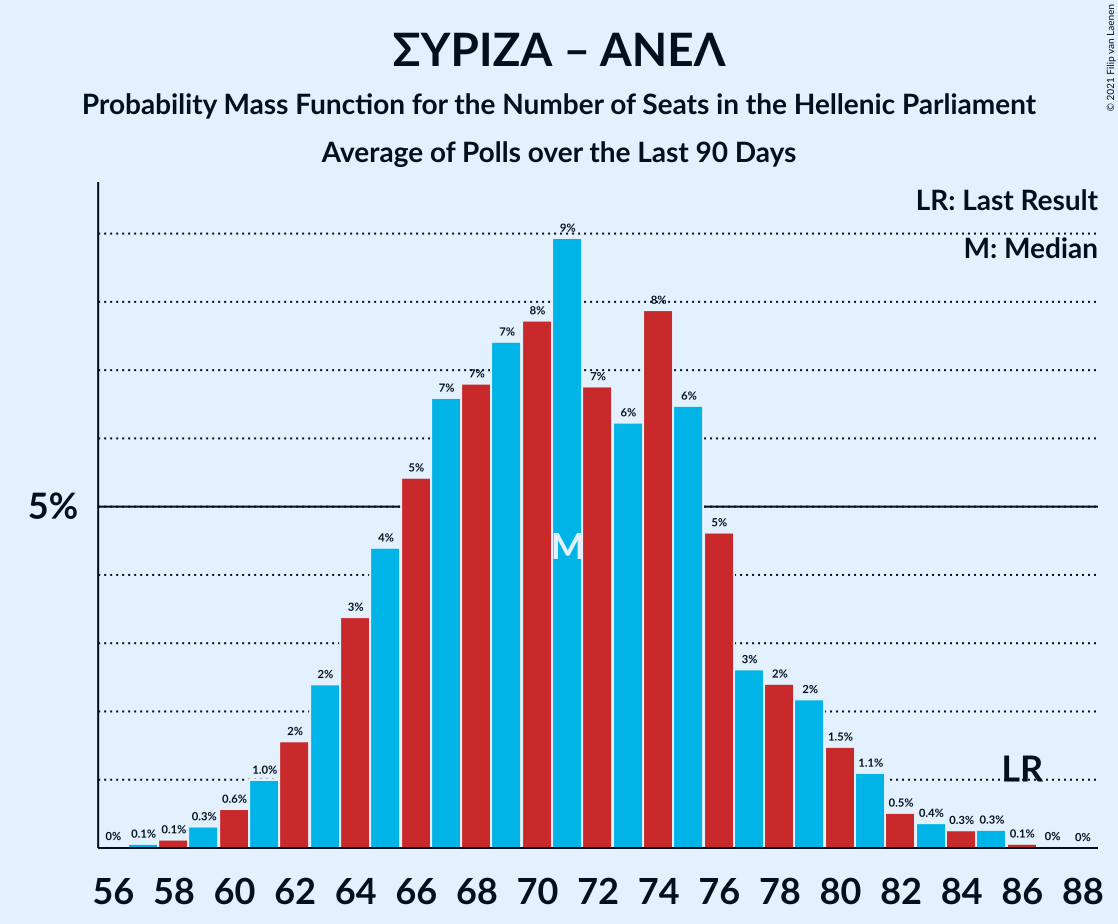 ΣΥΡΙΖΑ – ΑΝΕΛ
Probability Mass Function for the Number of Seats in the Hellenic Parliament
Average of Polls over the Last 90 Days
© 2021 Filip van Laenen
LR: Last Result
M: Median
5%
0% 0.1% 0.1% 0.3% 0.6% 1.0% 2% 2% 3% 4% 5% 7% 7% 7% 8% 9% 7% 6% 8% 6% 5% 3% 2% 2% 1.5% 1.1% 0.5% 0.4% 0.3% 0.3% 0.1% 0% 0%
M
LR
56 58 60 62 64 66 68 70 72 74 76 78 80 82 84 86 88